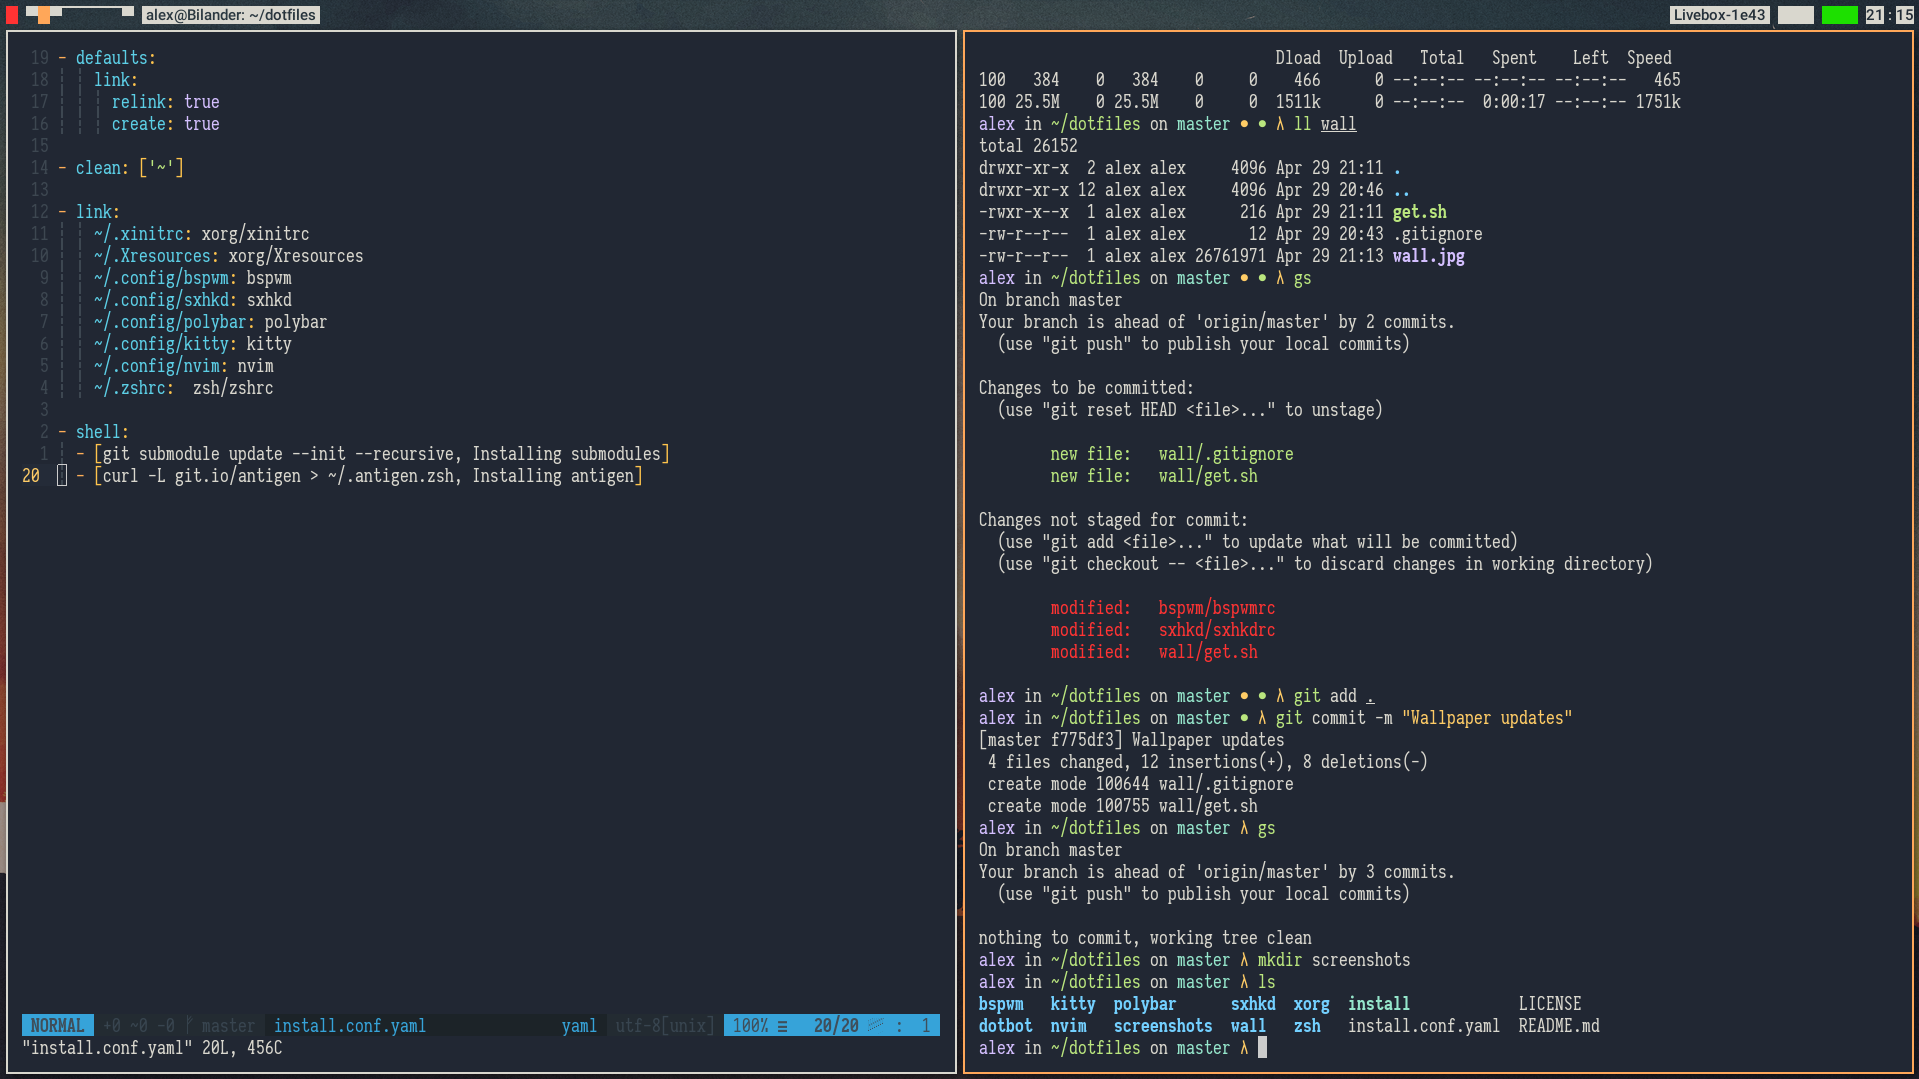 alex@Bilander: ~/dotfiles
Livebox-1e43
21:15
19 - defaults:
18 link:
17 relink: true
16 create: true
15
14 - clean: ['~']
13
12 - link:
11 ~/.xinitrc: xorg/xinitrc
10 ~/.Xresources: xorg/Xresources
9 ~/.config/bspwm: bspwm
8 ~/.config/sxhkd: sxhkd
7 ~/.config/polybar: polybar
6 ~/.config/kitty: kitty
5 ~/.config/nvim: nvim
4 ~/.zshrc:  zsh/zshrc
3
2 - shell:
1 - [git submodule update --init --recursive, Installing submodules]
20 - [curl -L git.io/antigen > ~/.antigen.zsh, Installing antigen]
NORMAL +0 ~0 -0 master install.conf.yaml yaml utf-8[unix] 100% ≡ 20/20 : 1
"install.conf.yaml" 20L, 456C
Dload  Upload   Total   Spent    Left  Speed
100   384    0   384    0     0   466      0 --:--:-- --:--:-- --:--:--   465
100 25.5M    0 25.5M    0     0  1511k      0 --:--:--  0:00:17 --:--:-- 1751k
alex in ~/dotfiles on master • • λ ll wall
total 26152
drwxr-xr-x  2 alex alex     4096 Apr 29 21:11 .
drwxr-xr-x 12 alex alex     4096 Apr 29 20:46 ..
-rwxr-x--x  1 alex alex      216 Apr 29 21:11 get.sh
-rw-r--r--  1 alex alex       12 Apr 29 20:43 .gitignore
-rw-r--r--  1 alex alex 26761971 Apr 29 21:13 wall.jpg
alex in ~/dotfiles on master • • λ gs
On branch master
Your branch is ahead of 'origin/master' by 2 commits.
(use "git push" to publish your local commits)
Changes to be committed:
(use "git reset HEAD <file>..." to unstage)
new file:   wall/.gitignore
new file:   wall/get.sh
Changes not staged for commit:
(use "git add <file>..." to update what will be committed)
(use "git checkout -- <file>..." to discard changes in working directory)
modified:   bspwm/bspwmrc
modified:   sxhkd/sxhkdrc
modified:   wall/get.sh
alex in ~/dotfiles on master • • λ git add .
alex in ~/dotfiles on master • λ git commit -m "Wallpaper updates"
[master f775df3] Wallpaper updates
4 files changed, 12 insertions(+), 8 deletions(-)
create mode 100644 wall/.gitignore
create mode 100755 wall/get.sh
alex in ~/dotfiles on master λ gs
On branch master
Your branch is ahead of 'origin/master' by 3 commits.
(use "git push" to publish your local commits)
nothing to commit, working tree clean
alex in ~/dotfiles on master λ mkdir screenshots
alex in ~/dotfiles on master λ ls
bspwm   kitty  polybar      sxhkd  xorg  install            LICENSE
dotbot  nvim   screenshots  wall   zsh   install.conf.yaml  README.md
alex in ~/dotfiles on master λ